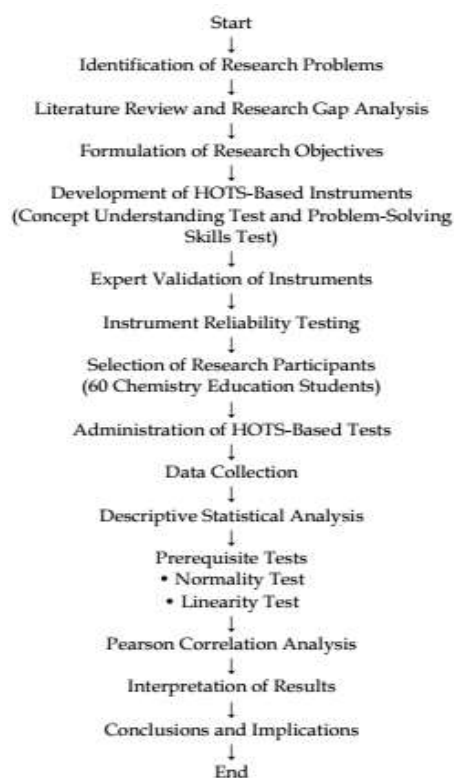 Start
↓
Identification of Research Problems
↓
Literature Review and Research Gap Analysis
↓
Formulation of Research Objectives
↓
Development of HOTS-Based Instruments
(Concept Understanding Test and Problem-Solving
Skills Test)
↓
Expert Validation of Instruments
↓
Instrument Reliability Testing
↓
Selection of Research Participants
(60 Chemistry Education Students)
↓
Administration of HOTS-Based Tests
↓
Data Collection
↓
Descriptive Statistical Analysis
↓
Prerequisite Tests
• Normality Test
• Linearity Test
↓
Pearson Correlation Analysis
↓
Interpretation of Results
↓
Conclusions and Implications
↓
End